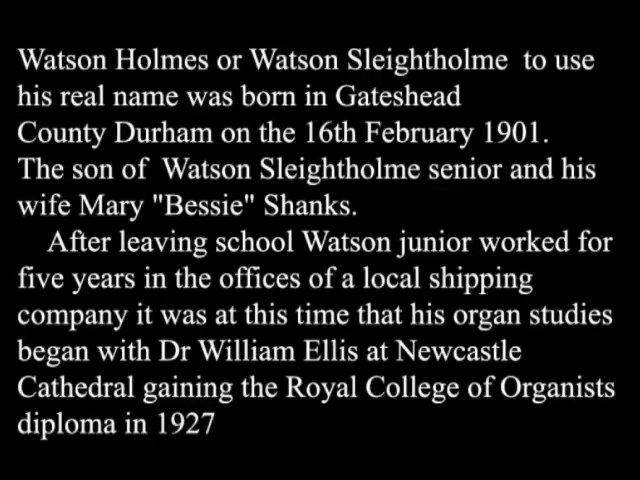 Watson Holmes or Watson Sleightholme  to use
his real name was born in Gateshead
County Durham on the 16th February 1901.
The son of  Watson Sleightholme senior and his
wife Mary "Bessie" Shanks.
    After leaving school Watson junior worked for
five years in the offices of a local shipping
company it was at this time that his organ studies
began with Dr William Ellis at Newcastle
Cathedral gaining the Royal College of Organists
diploma in 1927